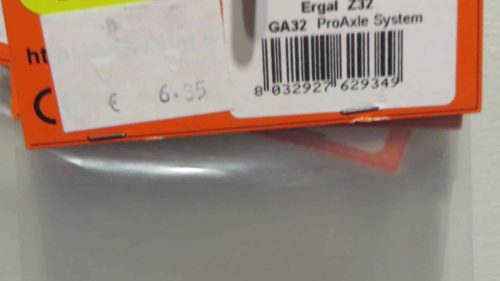 Ergal Z32
GA32 ProAxle System
ht
8 032927 629349
€ 6.35